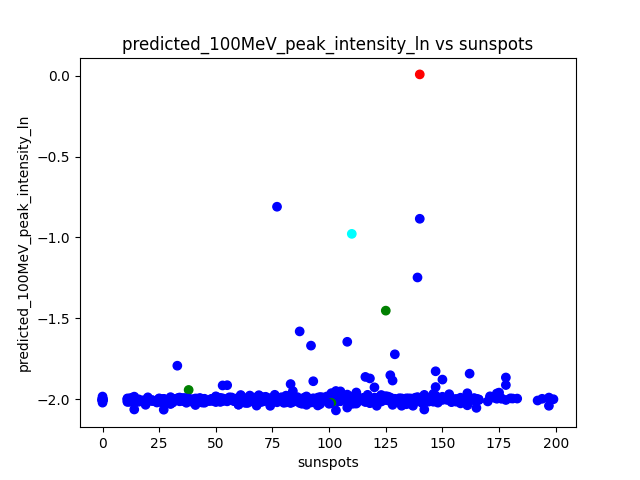 predicted_100MeV_peak_intensity_ln vs sunspots
predicted_100MeV_peak_intensity_ln
0.0
−0.5
−1.0
−1.5
−2.0
0 25 50 75 100 125 150 175 200
sunspots